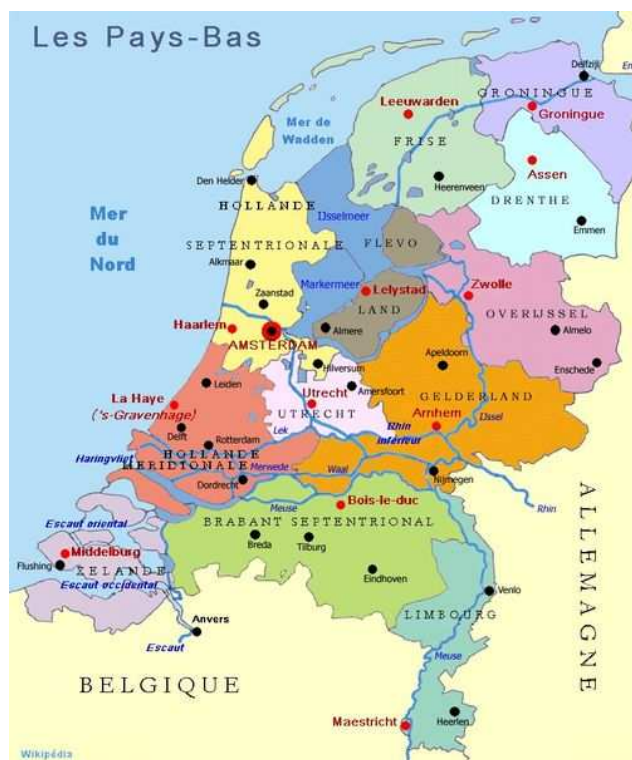 Les Pays-Bas
Delfzijl
GRONINGUE
Leeuwarden
Groningue
Mer de
Wadden
FRISE
Assen
Den Helder
Heerenveen
DRENTHE
HOLLANDE
IJsselmeer
Mer
du
Nord
Emmen
SEPTENTRIONALE
FLEVO
Alkmaar
Markermeer
Lelystad
Zwolle
Zaanstad
LAND
OVERIJSSEL
Haarlem
Almere
Almelo
AMSTERDAM
Apeldoorn
Hilversum
Enschede
Leiden
Amersfoort
La Haye
('s-Gravenhage)
Utrecht
GELDERLAND
UTRECHT
Arnhem
IJssel
Delft
Lek
Rhin
inférieur
Rotterdam
HOLLANDE
Haringvliet
MERIDIONALE
Merwede
Waal
Nijmegen
Dordrecht
Bois-le-duc
Meuse
Rhin
ALLEMAGNE
Escaut oriental
BRABANT SEPTENTRIONAL
Breda
Tilburg
Middelburg
Flushing
ZELANDE
Eindhoven
Escaut occidental
Venlo
LIMBOURG
Anvers
Escaut
Meuse
BELGIQUE
Maestricht
Heerlen
Wikipédia